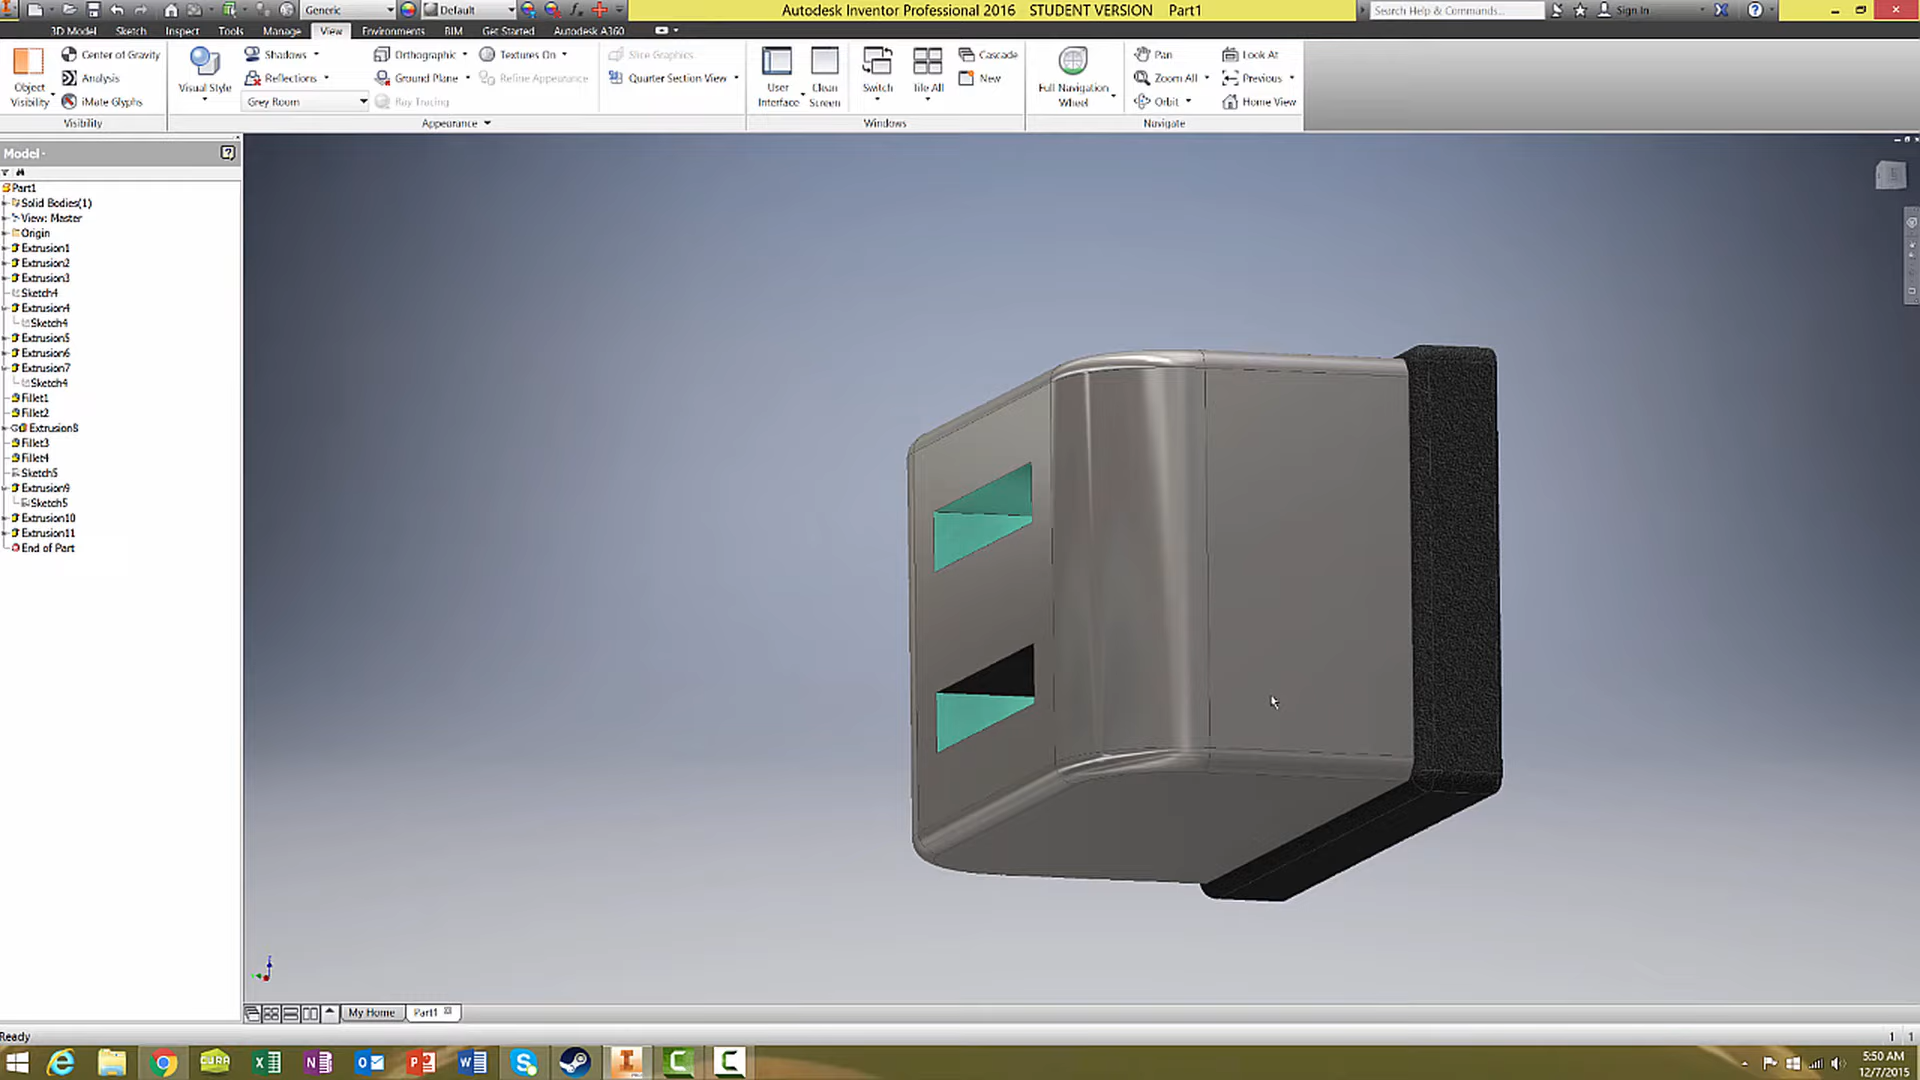 Generic
Default
Autodesk Inventor Professional 2016 STUDENT VERSION Part1
Search Help & Commands...
Sign In
3D Model Sketch Inspect Tools Manage View Environments BIM Get Started Autodesk A360
Object Visibility
Center of Gravity
Analysis
iMate Glyphs
Visibility
Visual Style
Shadows
Reflections
Grey Room
Orthographic
Ground Plane
Ray Tracing
Textures On
Refine Appearance
Appearance
Slice Graphics
Quarter Section View
User Interface
Clean Screen
Switch
Tile All
Cascade
New
Windows
Full Navigation Wheel
Pan
Zoom All
Orbit
Look At
Previous
Home View
Navigate
Model
Part1
Solid Bodies(1)
View: Master
Origin
Extrusion1
Extrusion2
Extrusion3
Sketch4
Extrusion4
Sketch4
Extrusion5
Extrusion6
Extrusion7
Sketch4
Fillet1
Fillet2
Extrusion8
Fillet3
Fillet4
Sketch5
Extrusion9
Sketch5
Extrusion10
Extrusion11
End of Part
My Home
Part1
Ready
1 1
CURA
5:50 AM
12/7/2015